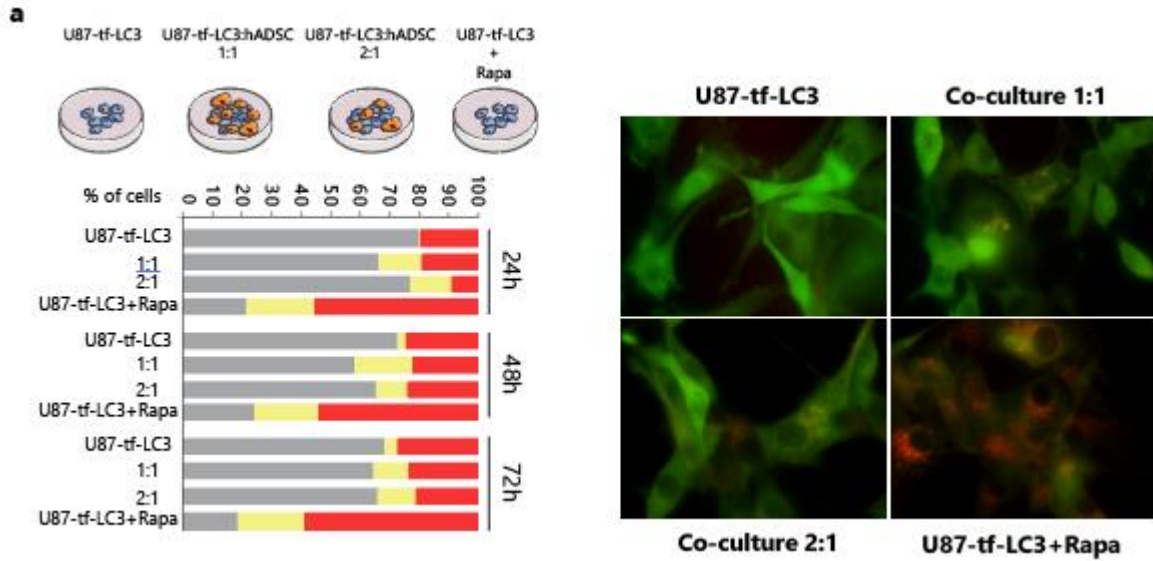 a
U87-tf-LC3
U87-tf-LC3:hADSC
1:1
U87-tf-LC3:hADSC
2:1
U87-tf-LC3
+
Rapa
% of cells
0 10 20 30 40 50 60 70 80 90 100
U87-tf-LC3
1:1
2:1
U87-tf-LC3+Rapa
24h
U87-tf-LC3
1:1
2:1
U87-tf-LC3+Rapa
48h
U87-tf-LC3
1:1
2:1
U87-tf-LC3+Rapa
72h
U87-tf-LC3
Co-culture 1:1
Co-culture 2:1
U87-tf-LC3+Rapa